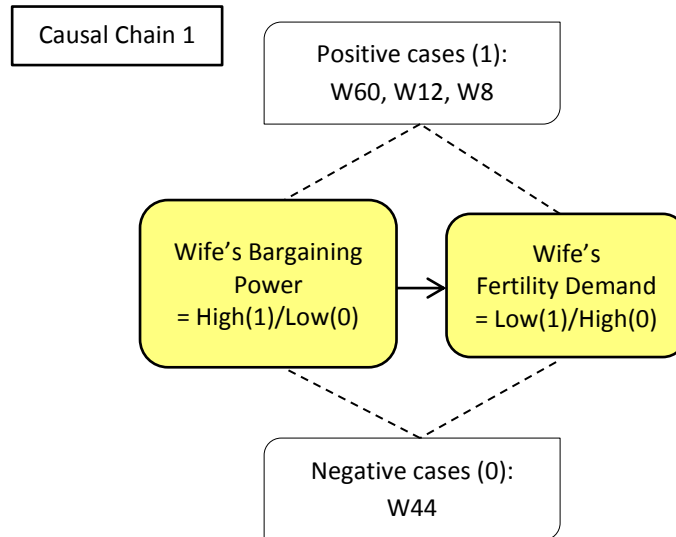 Causal Chain 1
Positive cases (1):
W60, W12, W8
Wife’s Bargaining
Power
= High(1)/Low(0)
Wife’s
Fertility Demand
= Low(1)/High(0)
Negative cases (0):
W44